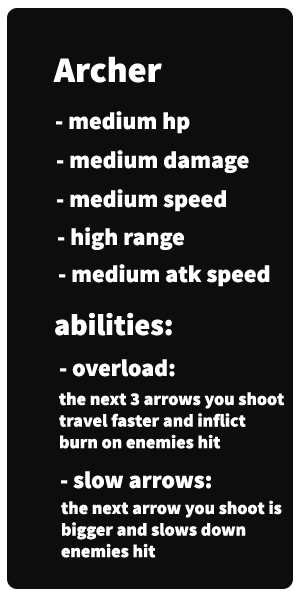 Archer
- medium hp
- medium damage
- medium speed
- high range
- medium atk speed
abilities:
- overload:
the next 3 arrows you shoot
travel faster and inflict
burn on enemies hit
- slow arrows:
the next arrow you shoot is
bigger and slows down
enemies hit